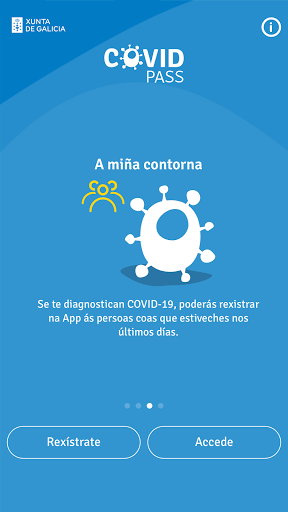 XUNTA
DE GALICIA
COVID
PASS
A miña contorna
Se te diagnostican COVID-19, poderás rexistrar
na App ás persoas coas que estiveches nos
últimos días.
Rexístrate
Accede